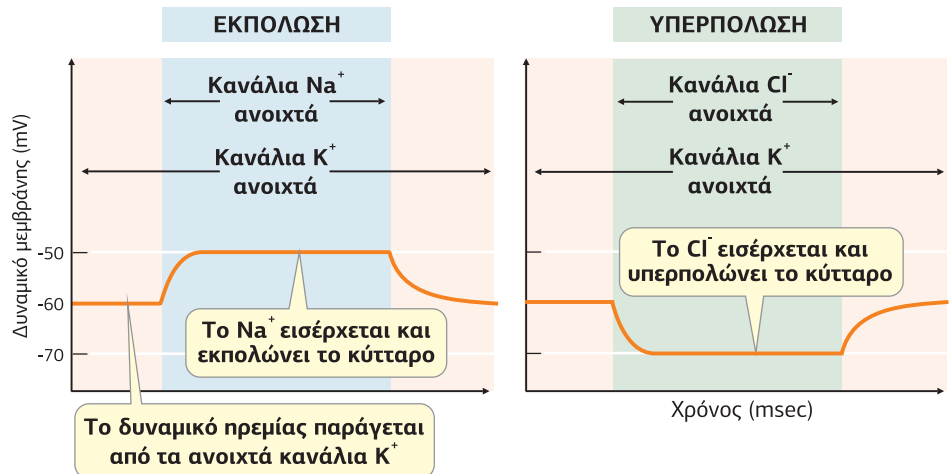 ΕΚΠΟΛΩΣΗ
Κανάλια Na⁺
ανοιχτά
Κανάλια K⁺
ανοιχτά
Δυναμικό μεμβράνης (mV)
-50
-60
-70
Το Na⁺ εισέρχεται και
εκπολώνει το κύτταρο
Το δυναμικό ηρεμίας παράγεται
από τα ανοιχτά κανάλια K⁺
ΥΠΕΡΠΟΛΩΣΗ
Κανάλια Cl⁻
ανοιχτά
Κανάλια K⁺
ανοιχτά
Το Cl⁻ εισέρχεται και
υπερπολώνει το κύτταρο
Χρόνος (msec)